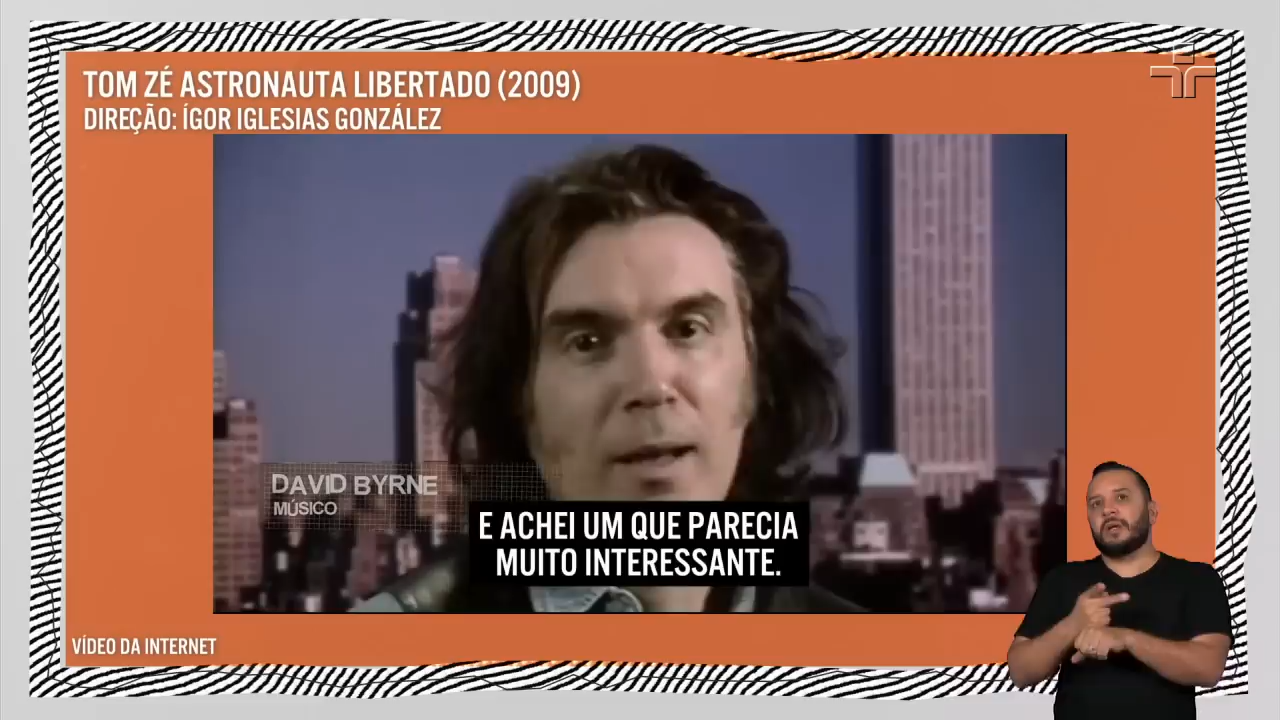 TOM ZÉ ASTRONAUTA LIBERTADO (2009)
DIREÇÃO: ÍGOR IGLESIAS GONZÁLEZ
DAVID BYRNE
MÚSICO
E ACHEI UM QUE PARECIA
MUITO INTERESSANTE.
VÍDEO DA INTERNET